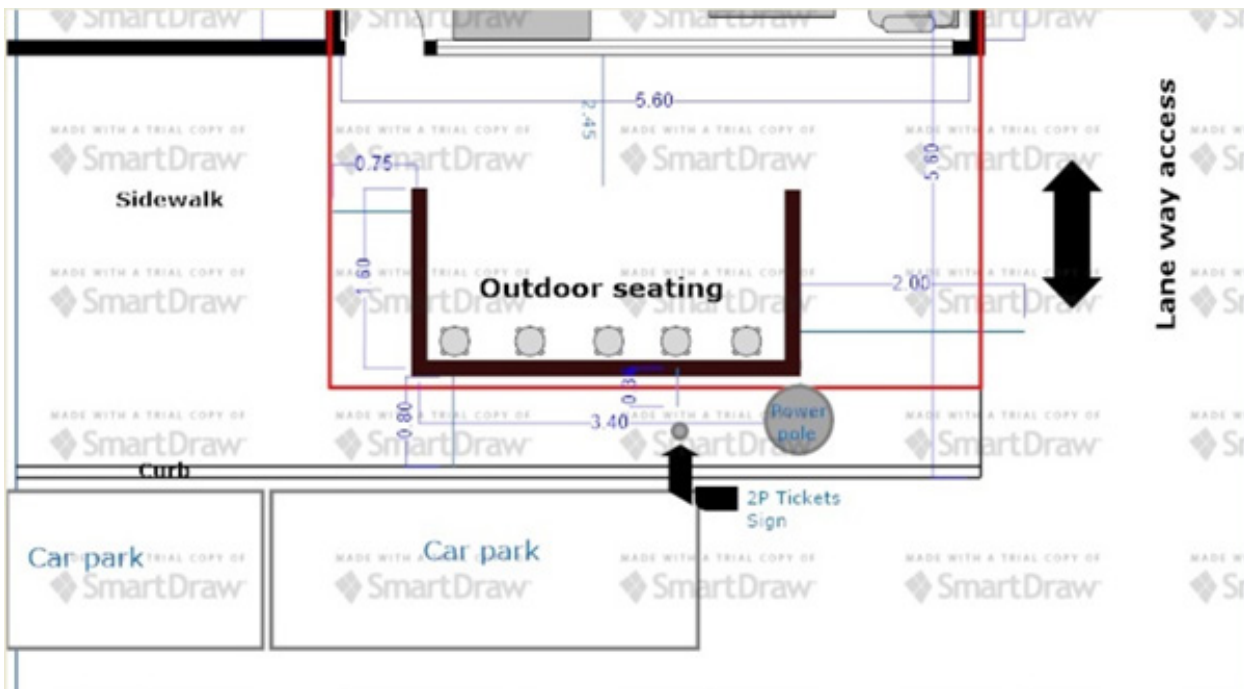 5.60
2.45
MADE WITH A TRIAL COPY OF
SmartDraw
0.75
5.60
Lane way access
Sidewalk
1.60
Outdoor seating
2.00
0.80
3.40
Power
pole
Curb
2P Tickets
Sign
Car park
Car park